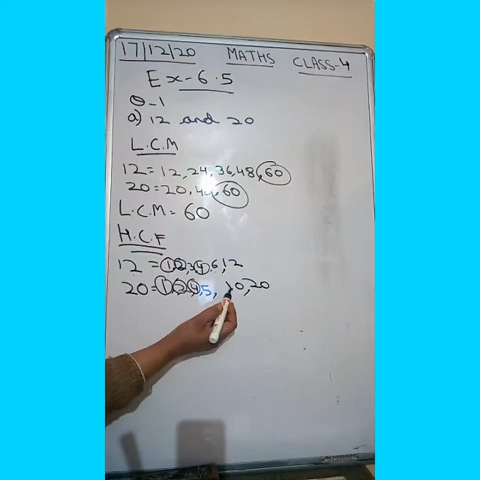 17/12/20 MATHS CLASS-4
Ex-6.5
Q-1
a) 12 and 20
L.C.M
12 = 12, 24, 36, 48, 60
20 = 20, 40, 60
L.C.M = 60
H.C.F
12 = 1, 2, 3, 4, 6, 12
20 = 1, 2, 4, 5, 10, 20